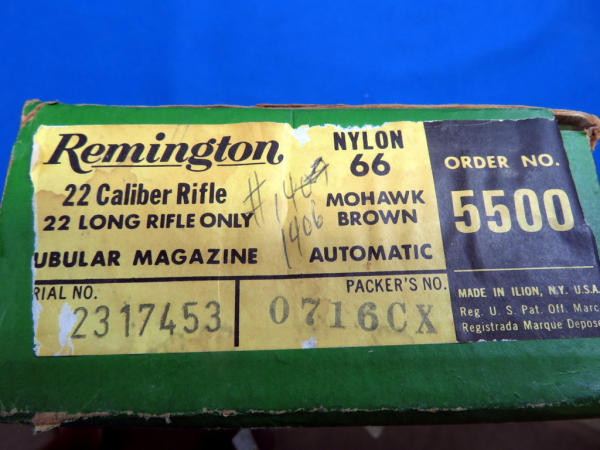 Remington
22 Caliber Rifle
22 LONG RIFLE ONLY
UBULAR MAGAZINE
# 1404
1406
NYLON
66
MOHAWK
BROWN
AUTOMATIC
RIAL NO.
2317453
PACKER'S NO.
0716CX
ORDER NO.
5500
MADE IN ILION, N.Y. U.S.A.
Reg. U. S. Pat. Off. Marc
Registrada Marque Depose